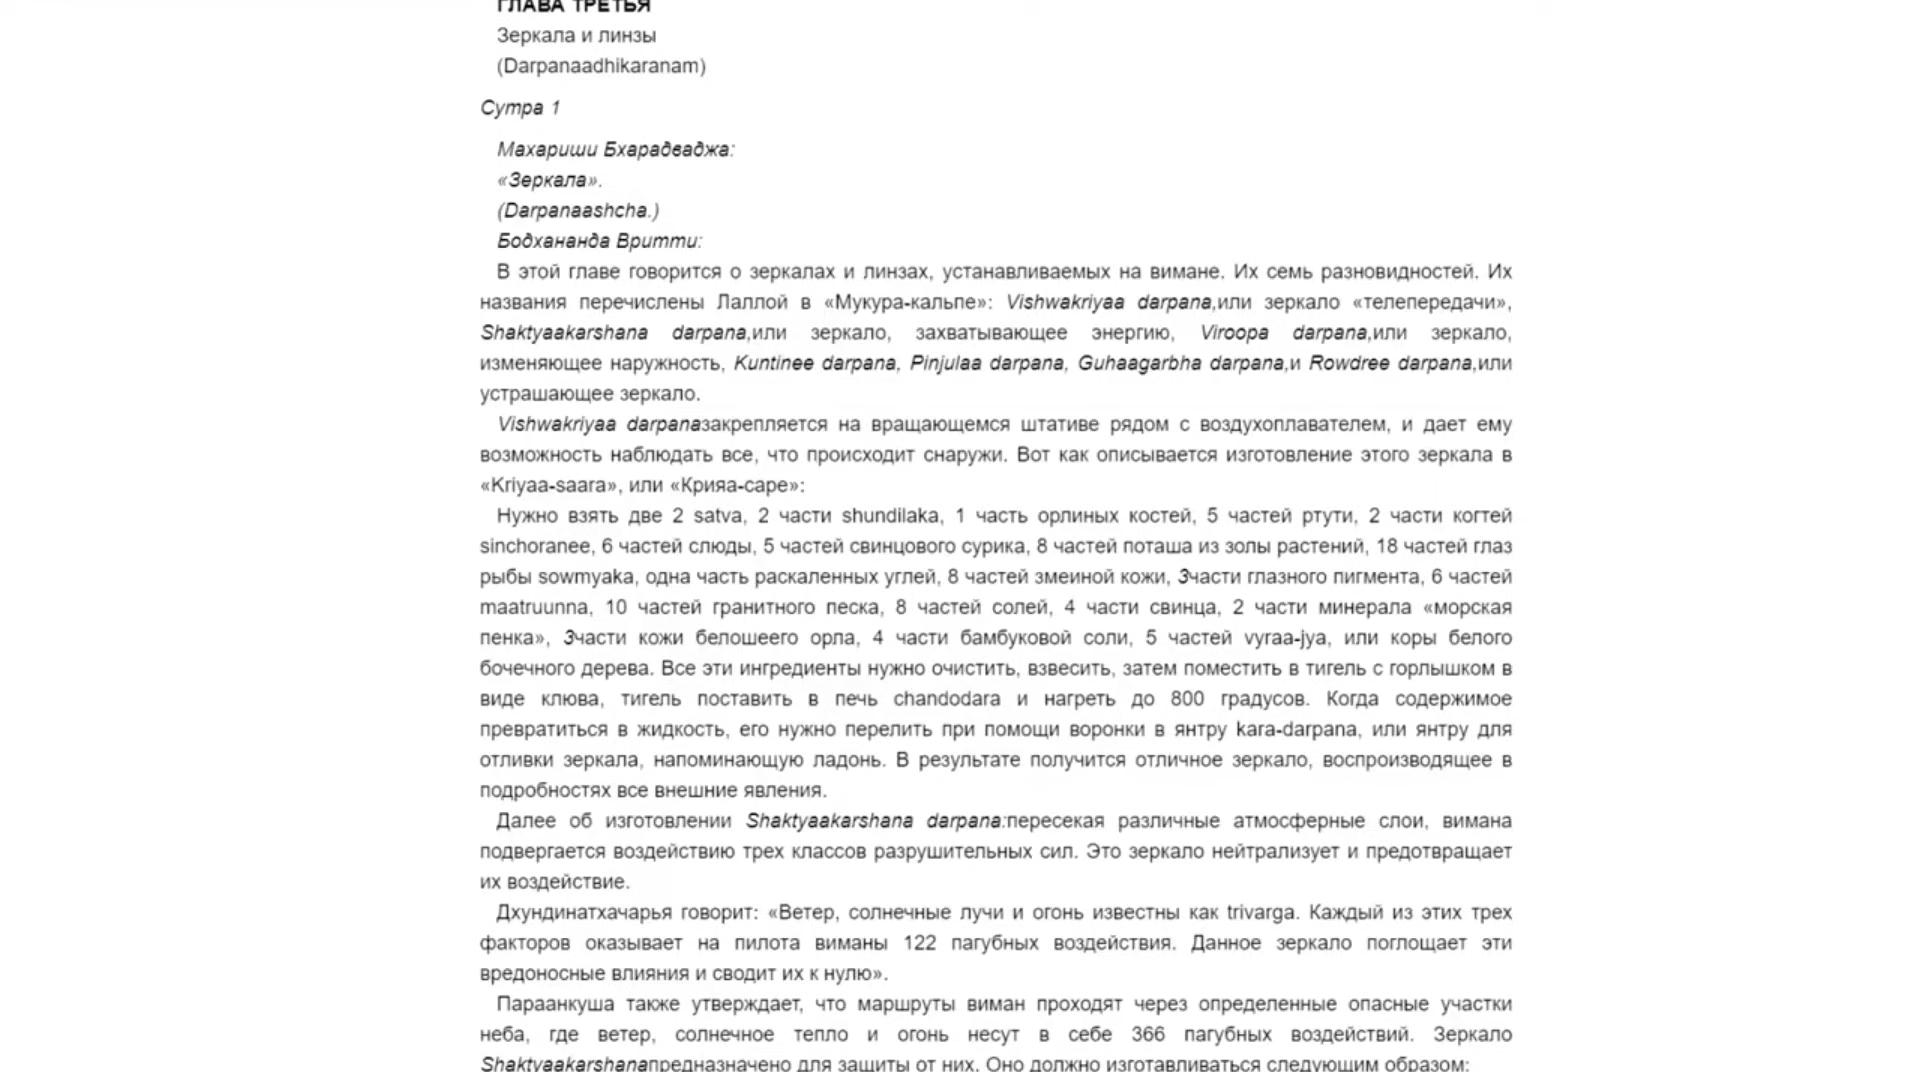 ГЛАВА ТРЕТЬЯ
Зеркала и линзы
(Darpanaadhikaranam)
Сутра 1
Махариши Бхарадваджа:
«Зеркала».
(Darpanaashcha.)
Бодхананда Вритти:
В этой главе говорится о зеркалах и линзах, устанавливаемых на вимане. Их семь разновидностей. Их
названия перечислены Лаллой в «Мукура-кальпе»: Vishwakriyaa darpana,или зеркало «телепередачи»,
Shaktyaakarshana darpana,или зеркало, захватывающее энергию, Viroopa darpana,или зеркало,
изменяющее наружность, Kuntinee darpana, Pinjulaa darpana, Guhaagarbha darpana,и Rowdree darpana,или
устрашающее зеркало.
Vishwakriyaa darpanaзакрепляется на вращающемся штативе рядом с воздухоплавателем, и дает ему
возможность наблюдать все, что происходит снаружи. Вот как описывается изготовление этого зеркала в
«Kriyaa-saara», или «Крияа-саре»:
Нужно взять две 2 satva, 2 части shundilaka, 1 часть орлиных костей, 5 частей ртути, 2 части когтей
sinchoranee, 6 частей слюды, 5 частей свинцового сурика, 8 частей поташа из золы растений, 18 частей глаз
рыбы sowmyaka, одна часть раскаленных углей, 8 частей змеиной кожи, 3части глазного пигмента, 6 частей
maatruunna, 10 частей гранитного песка, 8 частей солей, 4 части свинца, 2 части минерала «морская
пенка», 3части кожи белошеего орла, 4 части бамбуковой соли, 5 частей vyraa-jya, или коры белого
бочечного дерева. Все эти ингредиенты нужно очистить, взвесить, затем поместить в тигель с горлышком в
виде клюва, тигель поставить в печь chandodara и нагреть до 800 градусов. Когда содержимое
превратиться в жидкость, его нужно перелить при помощи воронки в янтру kara-darpana, или янтру для
отливки зеркала, напоминающую ладонь. В результате получится отличное зеркало, воспроизводящее в
подробностях все внешние явления.
Далее об изготовлении Shaktyaakarshana darpana:пересекая различные атмосферные слои, вимана
подвергается воздействию трех классов разрушительных сил. Это зеркало нейтрализует и предотвращает
их воздействие.
Дхундинатхачарья говорит: «Ветер, солнечные лучи и огонь известны как trivarga. Каждый из этих трех
факторов оказывает на пилота виманы 122 пагубных воздействия. Данное зеркало поглощает эти
вредоносные влияния и сводит их к нулю».
Параанкуша также утверждает, что маршруты виман проходят через определенные опасные участки
неба, где ветер, солнечное тепло и огонь несут в себе 366 пагубных воздействий. Зеркало
Shaktyaakarshanaпредназначено для защиты от них. Оно должно изготавливаться следующим образом: